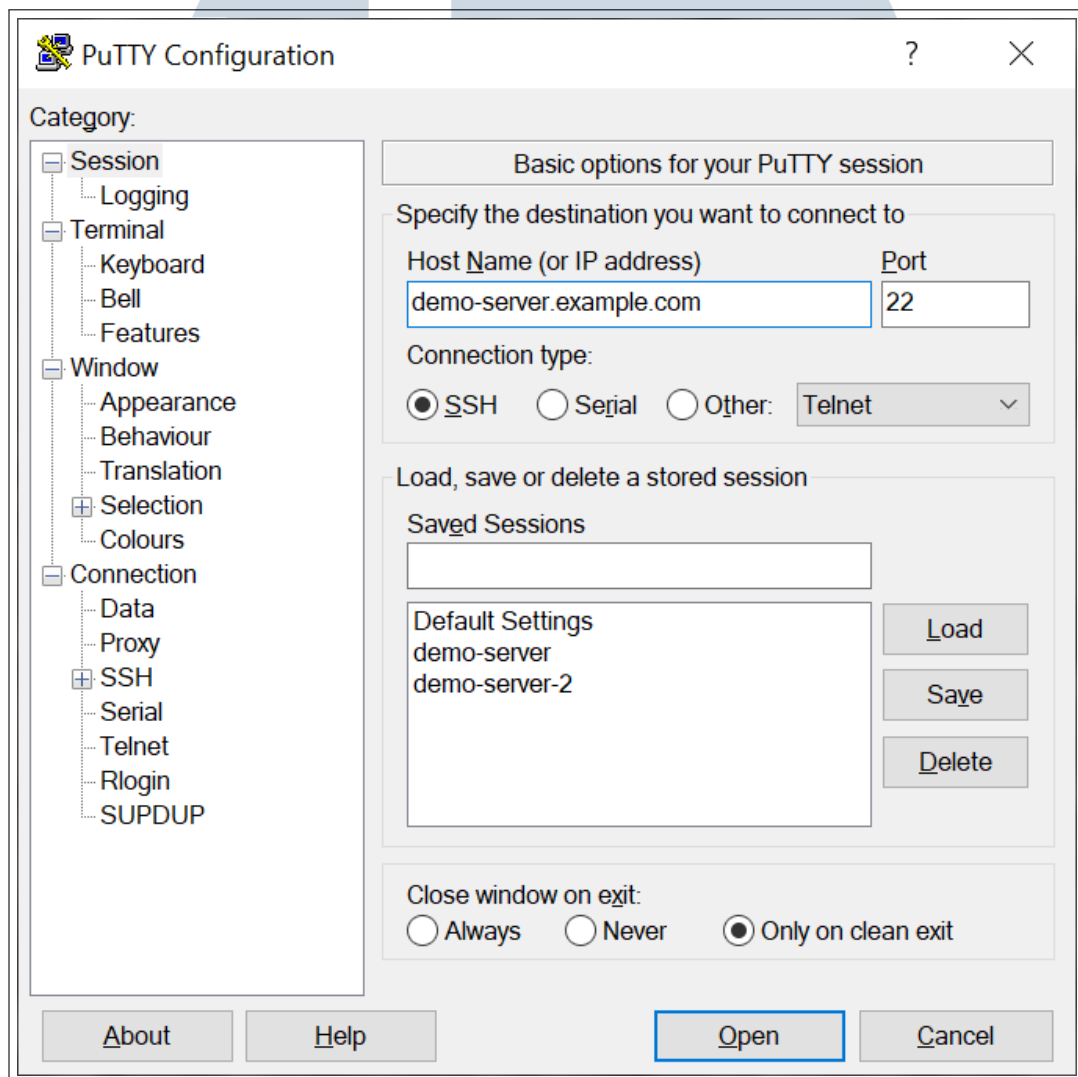 PuTTY Configuration
?
Category:
Session
Logging
Terminal
Keyboard
Bell
Features
Window
Appearance
Behaviour
Translation
Selection
Colours
Connection
Data
Proxy
SSH
Serial
Telnet
Rlogin
SUPDUP
Basic options for your PuTTY session
Specify the destination you want to connect to
Host Name (or IP address) Port
demo-server.example.com 22
Connection type:
SSH Serial Other: Telnet
Load, save or delete a stored session
Saved Sessions
Default Settings
demo-server
demo-server-2
Load
Save
Delete
Close window on exit:
Always Never Only on clean exit
About Help Open Cancel